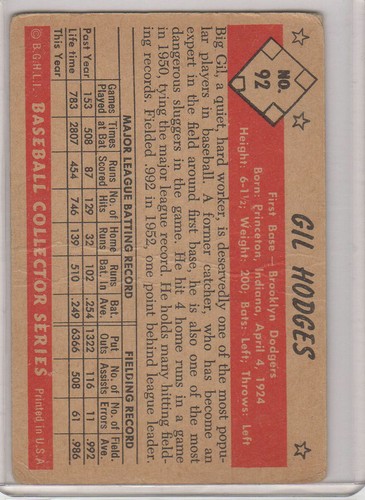 NO. 92
GIL HODGES
First Base — Brooklyn Dodgers
Born: Princeton, Indiana, April 4, 1924
Height: 6-1½; Weight: 200; Bats: Left; Throws: Left
Big Gil, a quiet, hard worker, is deservedly one of the most popu-
lar players in baseball. A former catcher, who has become an
expert in the field around first base, he is also one of the most
dangerous sluggers in the game. He hit 4 home runs in a game
in 1950, tying the major league record. He holds many field-
ing records. Fielded .992 in 1952, one point behind league leader.
MAJOR LEAGUE BATTING RECORD FIELDING RECORD
Games Times Runs No. of Home Runs Bat. Put No. of No. of Field.
Played at Bat Scored Hits Runs Bat. In Ave. Outs Assists Errors Ave.
Past Year 153 508 87 129 32 102 .254 1322 116 11 .992
Life time 783 2807 454 746 139 510 .249 6366 508 61 .986
This Year
© B.G.H.L.I. BASEBALL COLLECTOR SERIES Printed in U.S.A